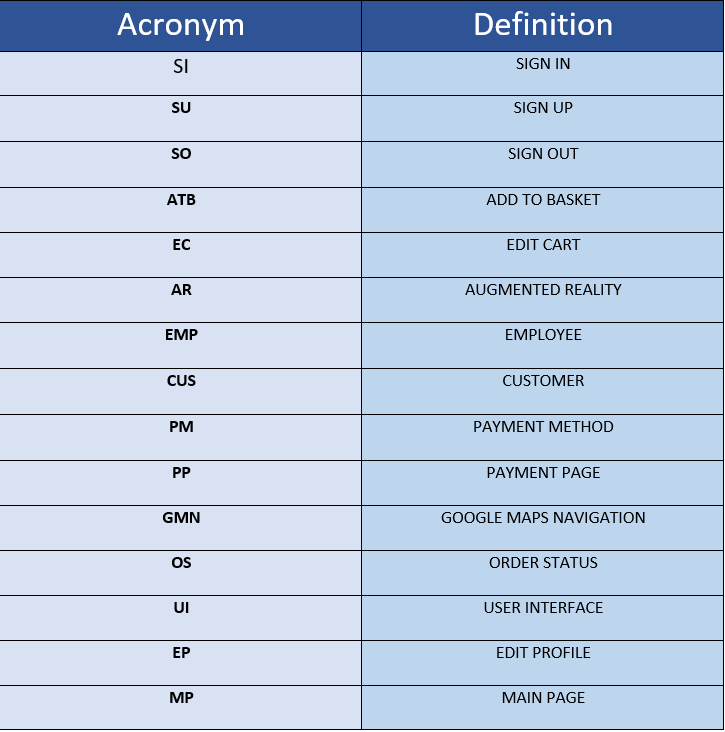 Acronym Definition
SI SIGN IN
SU SIGN UP
SO SIGN OUT
ATB ADD TO BASKET
EC EDIT CART
AR AUGMENTED REALITY
EMP EMPLOYEE
CUS CUSTOMER
PM PAYMENT METHOD
PP PAYMENT PAGE
GMN GOOGLE MAPS NAVIGATION
OS ORDER STATUS
UI USER INTERFACE
EP EDIT PROFILE
MP MAIN PAGE